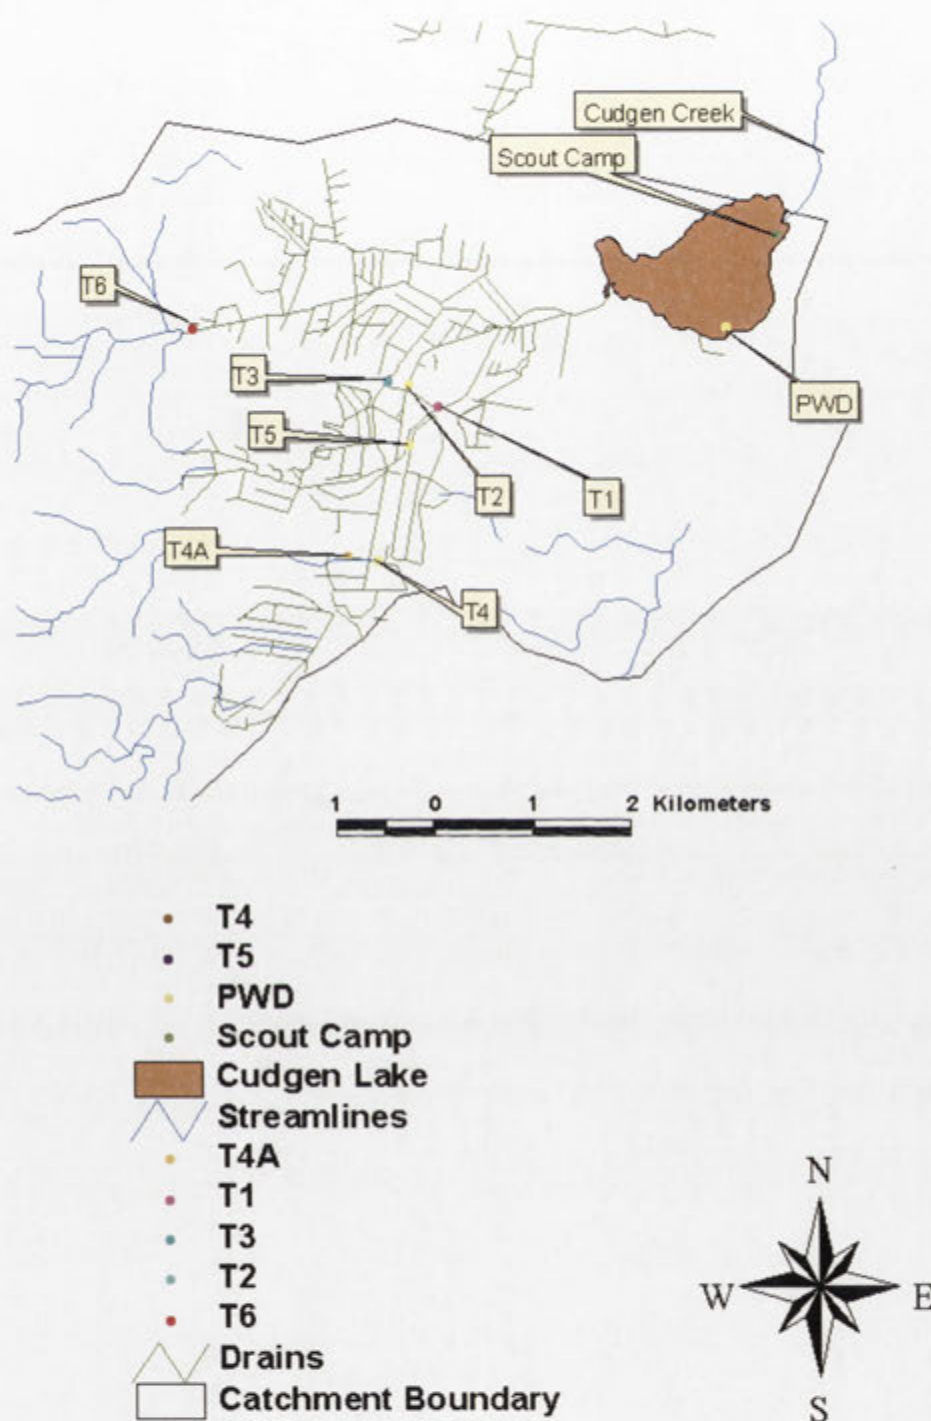 Cudgen Creek
Scout Camp
T6
T3
PWD
T5
T2
T1
T4A
T4
1 0 1 2 Kilometers
T4
T5
PWD
Scout Camp
Cudgen Lake
Streamlines
T4A
T1
T3
T2
T6
Drains
Catchment Boundary
N
W E
S